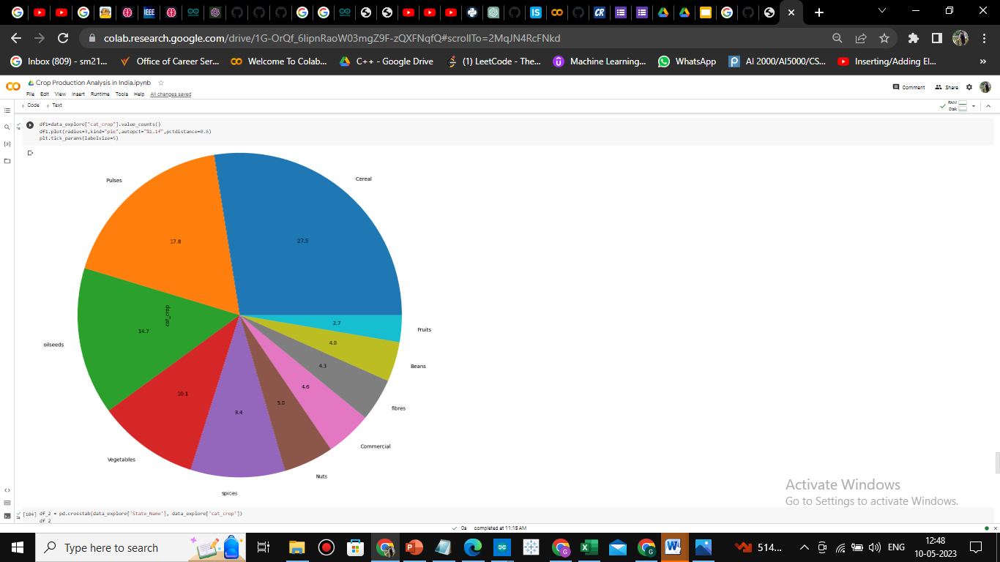 colab.research.google.com/drive/1G-OrQf_6lipnRaoW03mgZ9F-zQXFNqfQ#scrollTo=2MqJN4RcFNkd
Inbox (809) - sm21... Office of Career Ser... Welcome To Colab... C++ - Google Drive (1) LeetCode - The... Machine Learning... WhatsApp AI 2000/AI5000/CS... Inserting/Adding El... »
Crop Production Analysis in India.ipynb
File Edit View Insert Runtime Tools Help All changes saved
Comment Share
+ Code + Text
RAM
Disk
df1=data_explore["cat_crop"].value_counts()
df1.plot(radius=3,kind="pie",autopct="%1.1f",pctdistance=0.6)
plt.tick_params(labelsize=5)
Pulses
Cereal
17.8
27.5
cat_crop
14.7
oilseeds
2.7
Fruits
4.0
Beans
4.3
fibres
4.6
Commercial
10.1
5.0
9.4
Vegetables
Nuts
spices
Activate Windows
Go to Settings to activate Windows.
[104] df_2 = pd.crosstab(data_explore['State_Name'], data_explore['cat_crop'])
df_2
0s completed at 11:15 AM
Type here to search
514...
ENG
12:48
10-05-2023